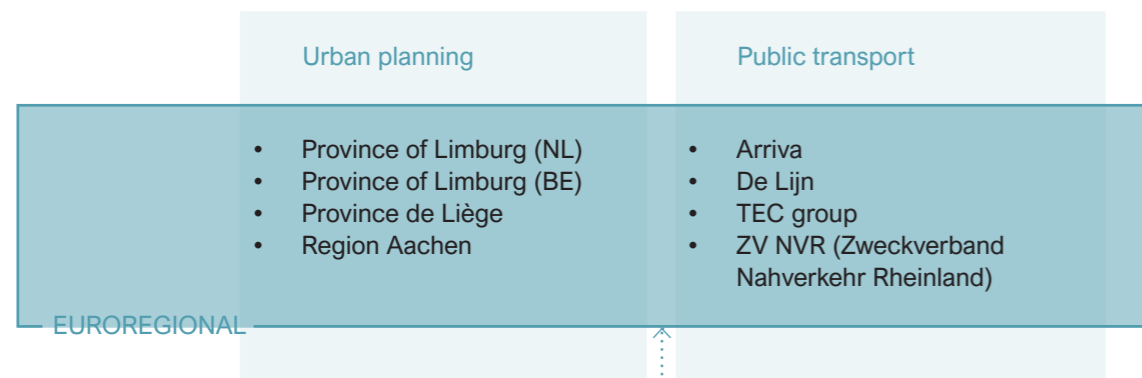 Urban planning
Public transport
• Province of Limburg (NL)
• Province of Limburg (BE)
• Province de Liège
• Region Aachen
• Arriva
• De Lijn
• TEC group
• ZV NVR (Zweckverband
Nahverkehr Rheinland)
EUROREGIONAL